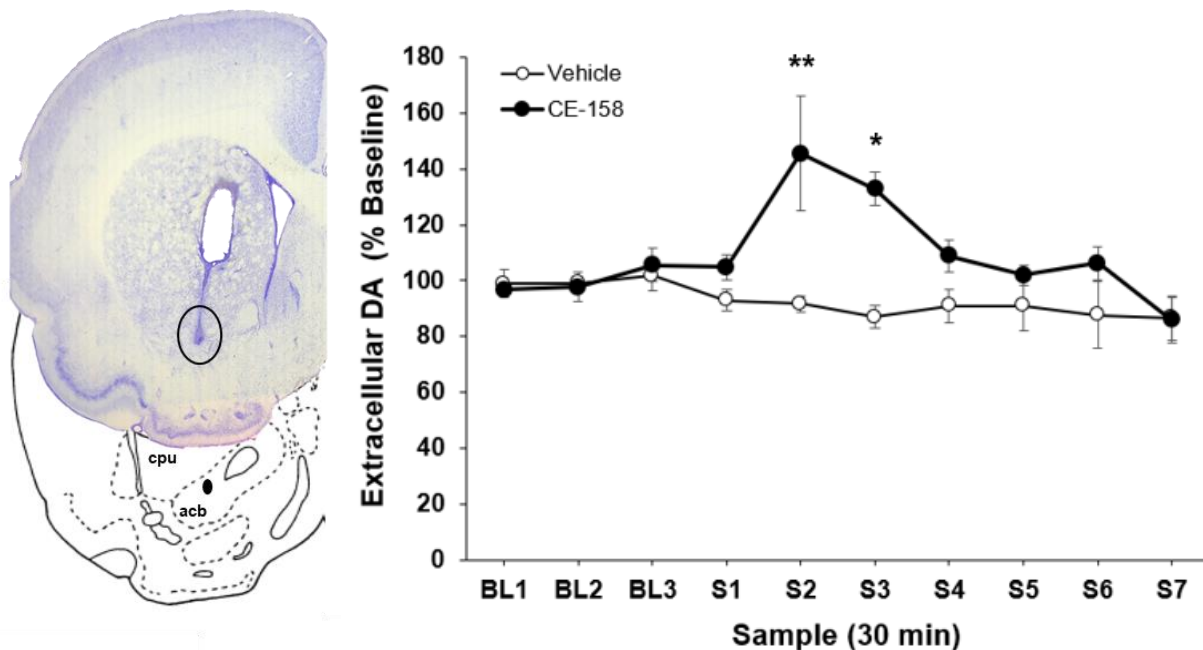 cpu
acb
Extracellular DA (% Baseline)
180
160
140
120
100
80
60
40
20
0
Vehicle
CE-158
**
*
BL1 BL2 BL3 S1 S2 S3 S4 S5 S6 S7
Sample (30 min)